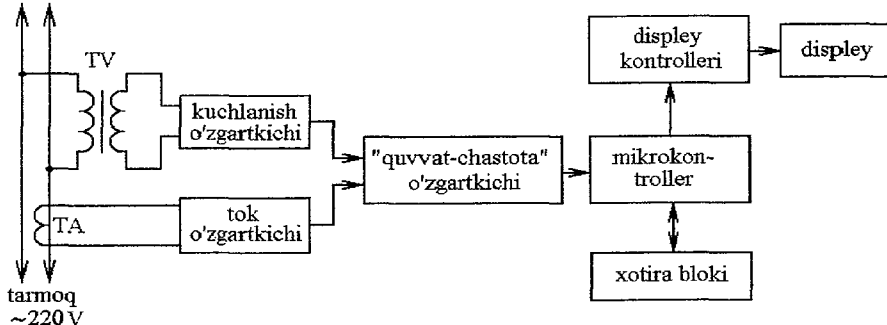 TV
kuchlanish
o'zgartkichi
TA
tok
o'zgartkichi
tarmoq
~220 V
"quvvat-chastota"
o'zgartkichi
mikrokon-
troller
displey
kontrolleri
displey
xotira bloki